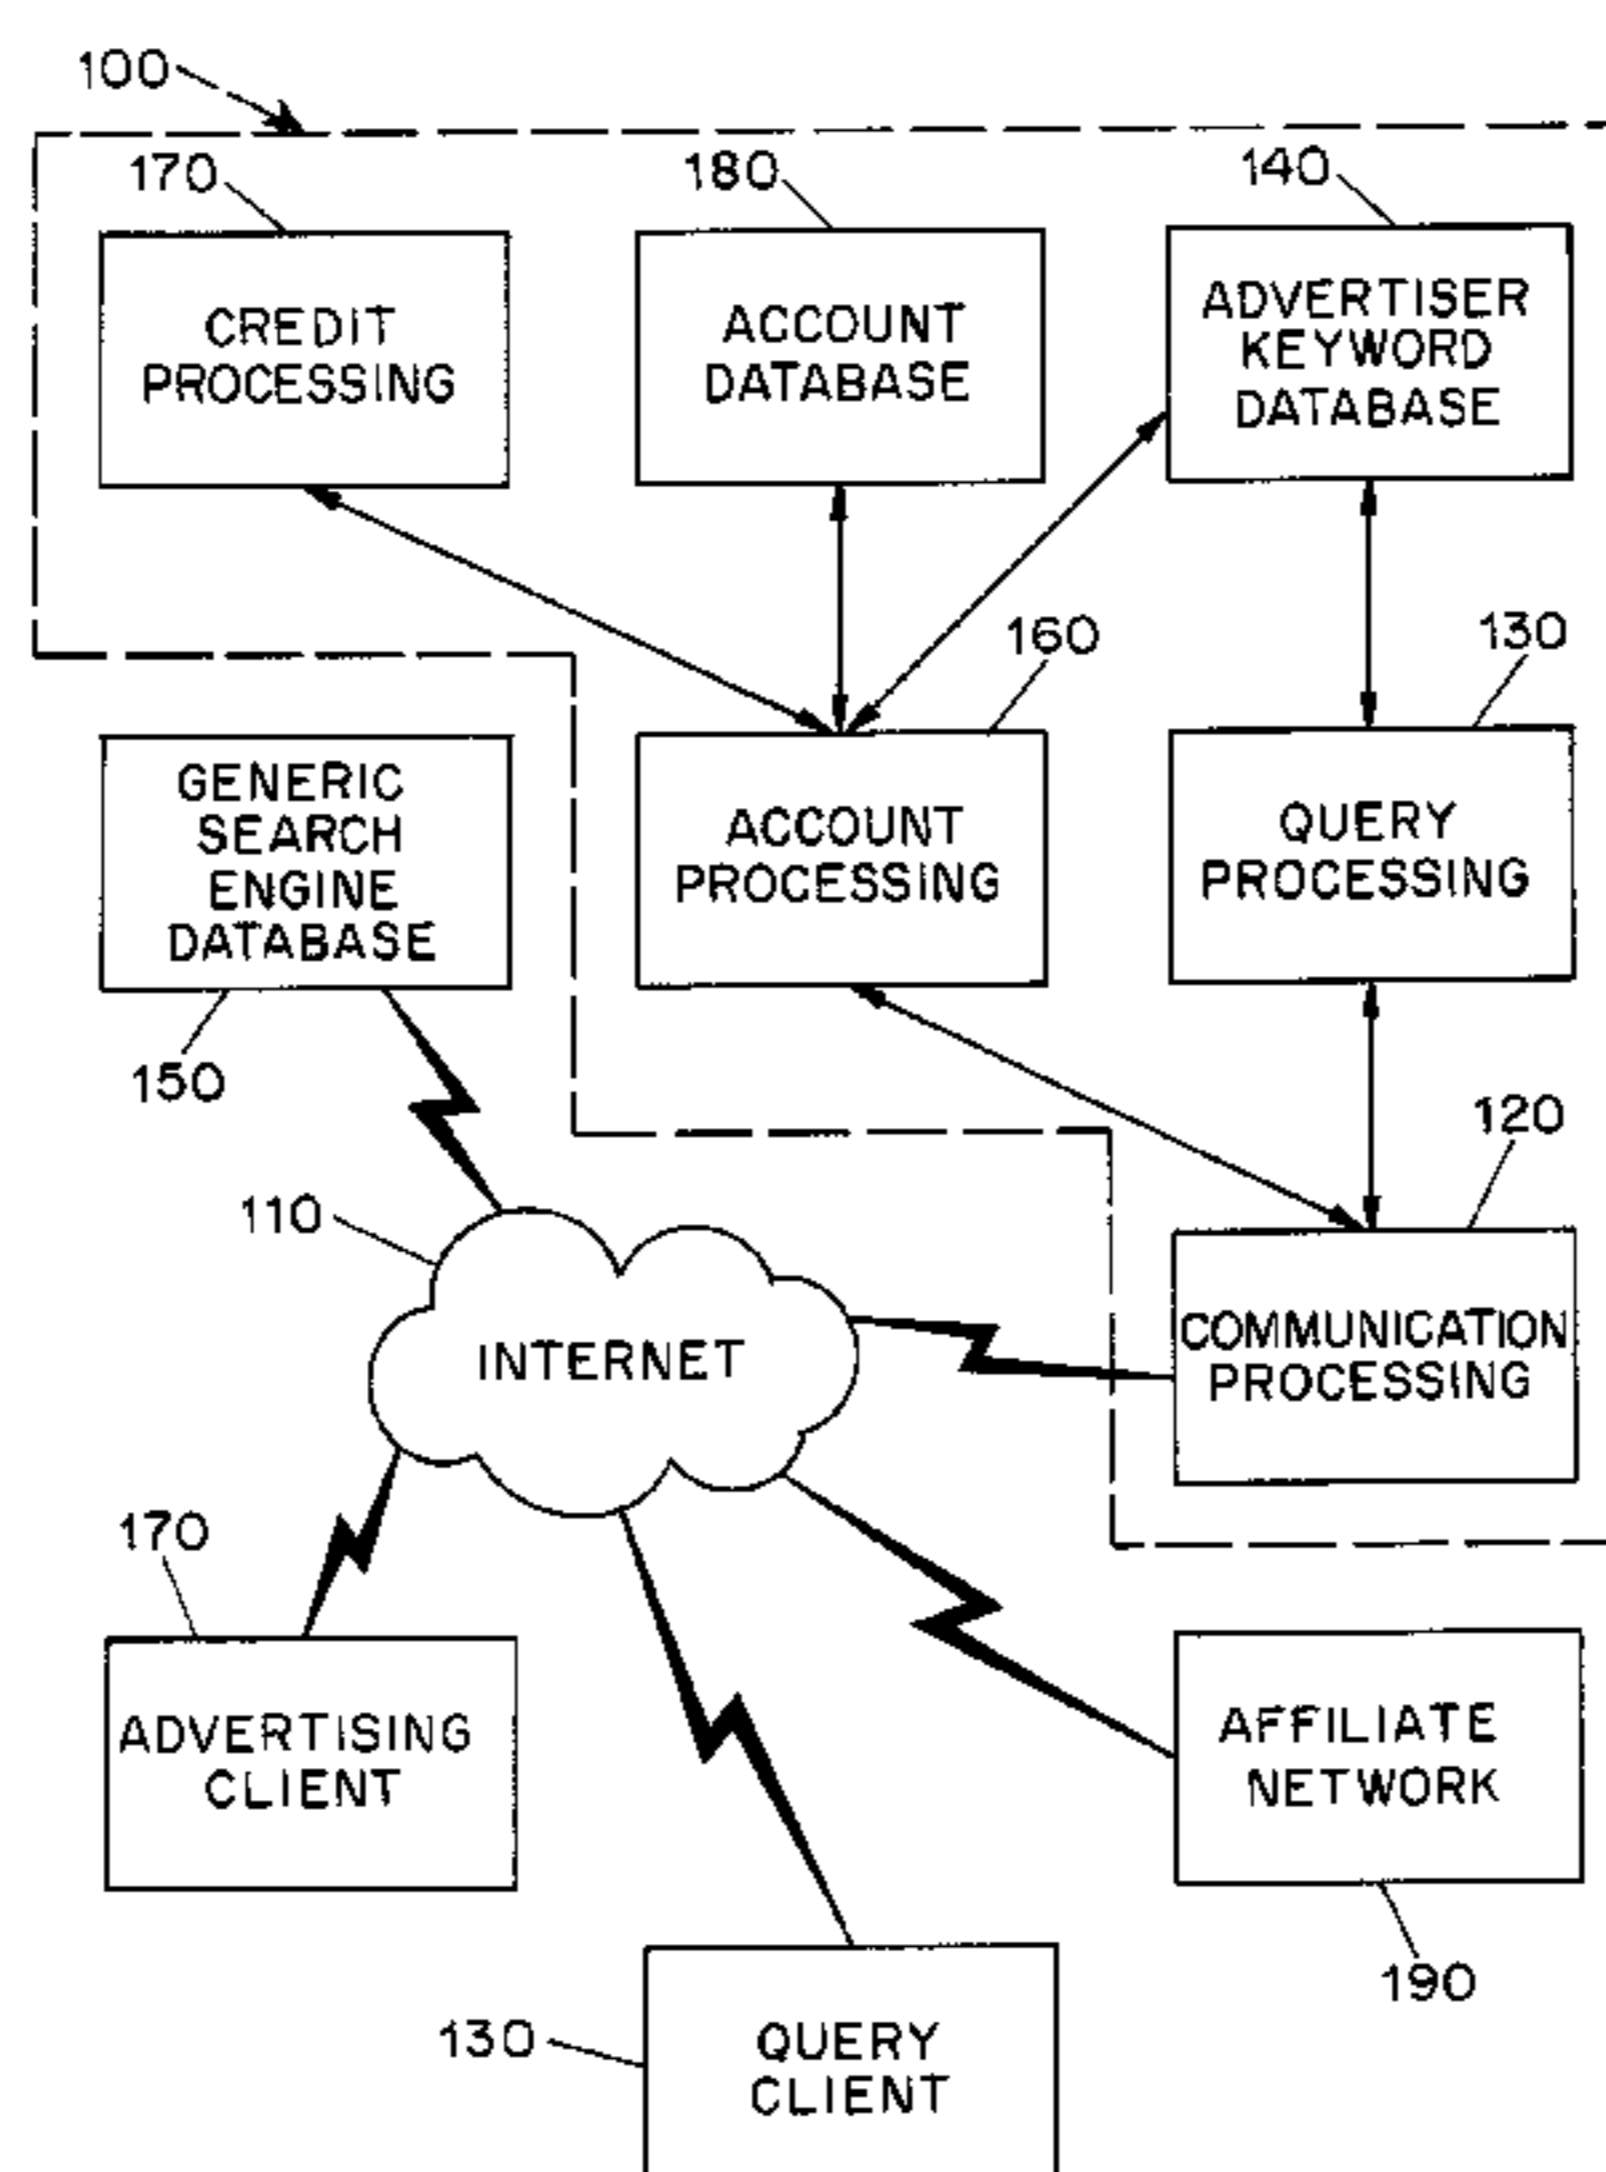 100
170
180
140
CREDIT
PROCESSING
ACCOUNT
DATABASE
ADVERTISER
KEYWORD
DATABASE
160
130
GENERIC
SEARCH
ENGINE
DATABASE
ACCOUNT
PROCESSING
QUERY
PROCESSING
150
120
110
INTERNET
COMMUNICATION
PROCESSING
170
ADVERTISING
CLIENT
AFFILIATE
NETWORK
190
130
QUERY
CLIENT